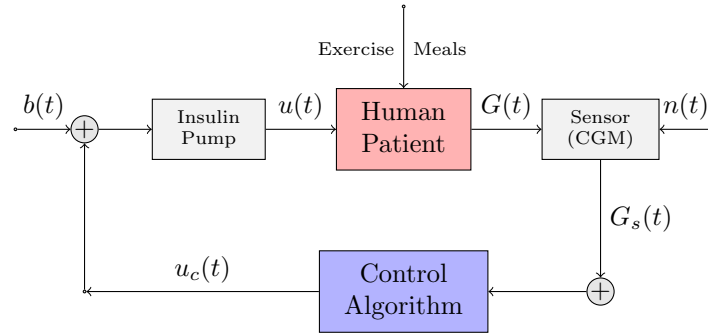 Exercise Meals
b(t)
+
Insulin
Pump
u(t)
Human
Patient
G(t)
Sensor
(CGM)
n(t)
G_s(t)
u_c(t)
Control
Algorithm
+